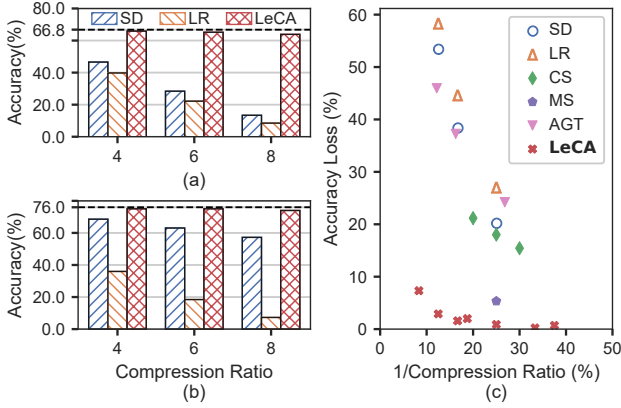 80.0
66.8
40.0
20.0
0.0
Accuracy(%)
SD LR LeCA
4 6 8
(a)
76.0
60.0
40.0
20.0
0.0
Accuracy(%)
4 6 8
Compression Ratio
(b)
60
50
40
30
20
10
0
Accuracy Loss (%)
SD
LR
CS
MS
AGT
LeCA
0 10 20 30 40 50
1/Compression Ratio (%)
(c)